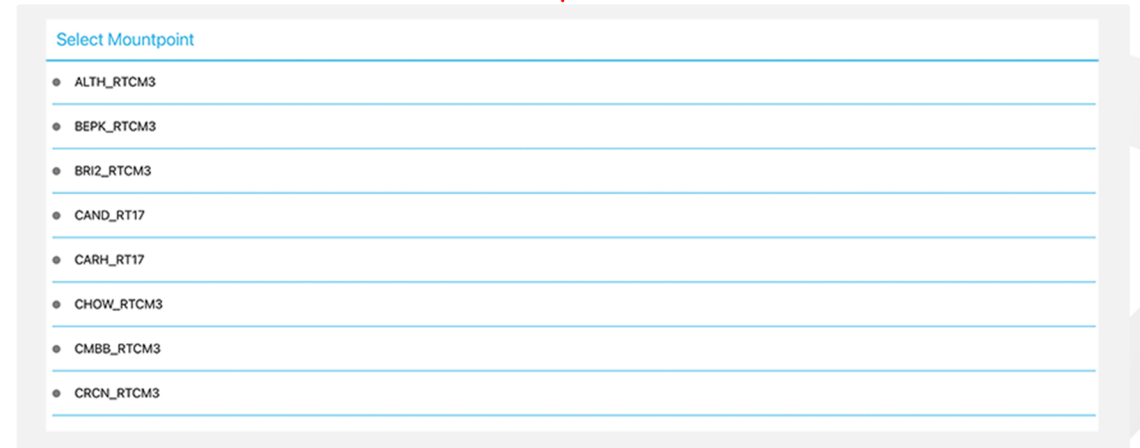 Select Mountpoint
ALTH_RTCM3
BEPK_RTCM3
BRI2_RTCM3
CAND_RT17
CARH_RT17
CHOW_RTCM3
CMBB_RTCM3
CRCN_RTCM3